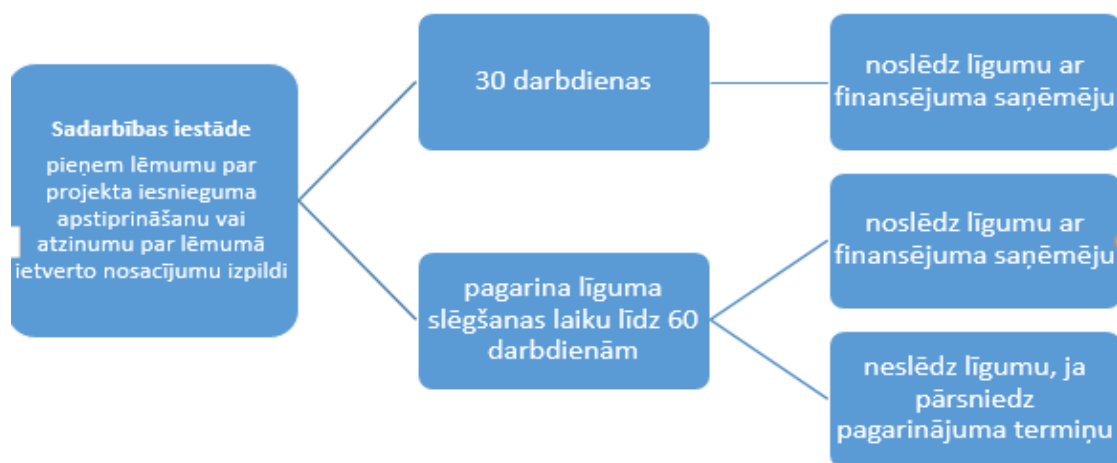 Sadarbības iestāde
pieņem lēmumu par
projekta iesnieguma
apstiprināšanu vai
atzinumu par lēmumā
ietverto nosacījumu izpildi
30 darbdienas
noslēdz līgumu ar
finansējuma saņēmēju
pagarina līguma
slēgšanas laiku līdz 60
darbdienām
noslēdz līgumu ar
finansējuma saņēmēju
neslēdz līgumu, ja
pārsniedz
pagarinājuma termiņu